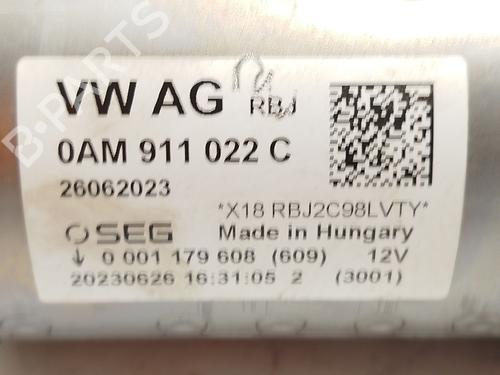 VW AG RBJ
0AM 911 022 C
26062023
*X18 RBJ2C98LVTY*
SEG Made in Hungary
0 001 179 608 (609) 12V
20230626 16:31:05 2 (3001)
B-PARTS